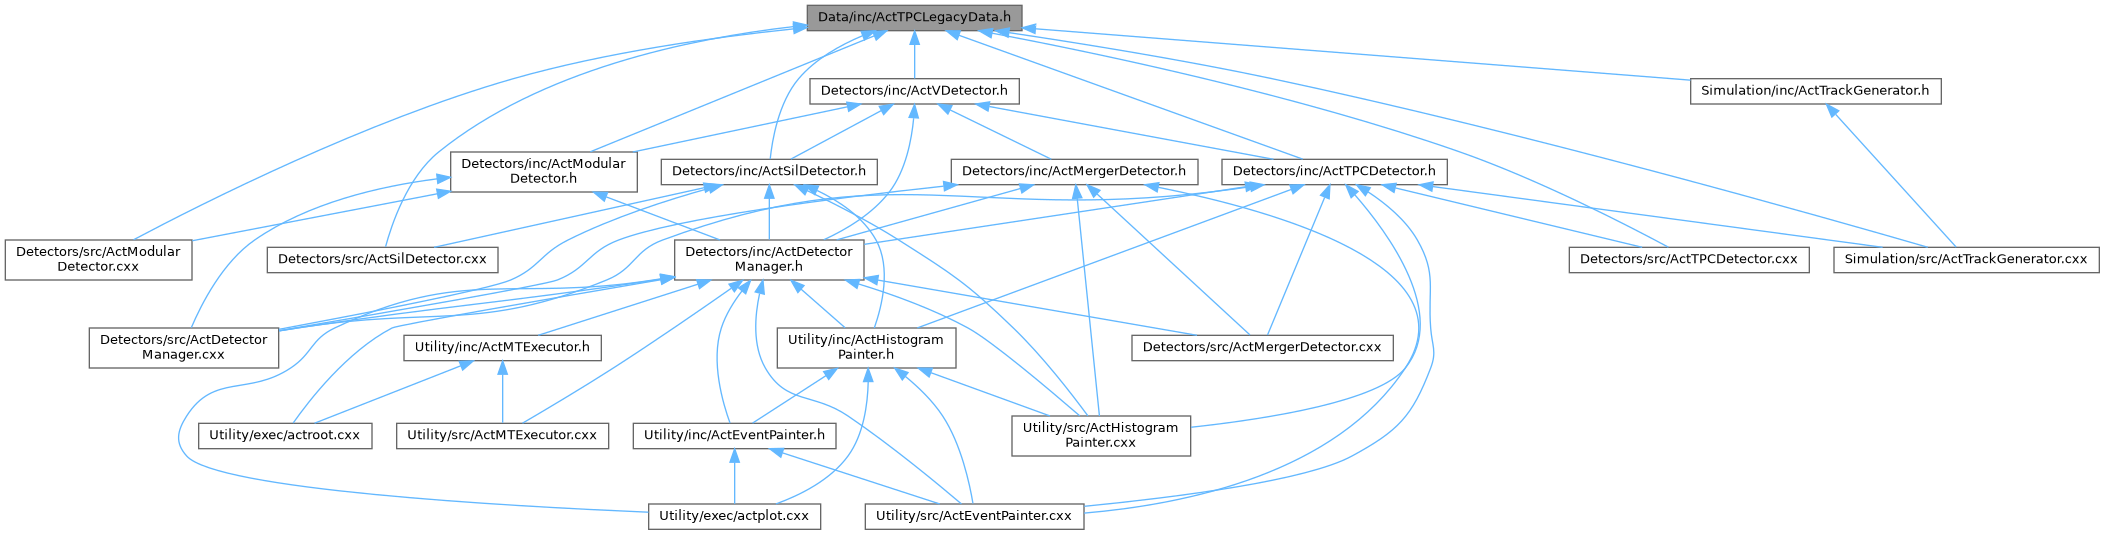 Data/inc/ActTPCLegacyData.h
Detectors/inc/ActVDetector.h
Simulation/inc/ActTrackGenerator.h
Detectors/inc/ActModular
Detector.h
Detectors/inc/ActSilDetector.h
Detectors/inc/ActMergerDetector.h
Detectors/inc/ActTPCDetector.h
Detectors/src/ActModular
Detector.cxx
Detectors/src/ActSilDetector.cxx
Detectors/inc/ActDetector
Manager.h
Detectors/src/ActTPCDetector.cxx
Simulation/src/ActTrackGenerator.cxx
Detectors/src/ActDetector
Manager.cxx
Utility/inc/ActMTExecutor.h
Utility/inc/ActHistogram
Painter.h
Detectors/src/ActMergerDetector.cxx
Utility/exec/actroot.cxx
Utility/src/ActMTExecutor.cxx
Utility/inc/ActEventPainter.h
Utility/src/ActHistogram
Painter.cxx
Utility/exec/actplot.cxx
Utility/src/ActEventPainter.cxx